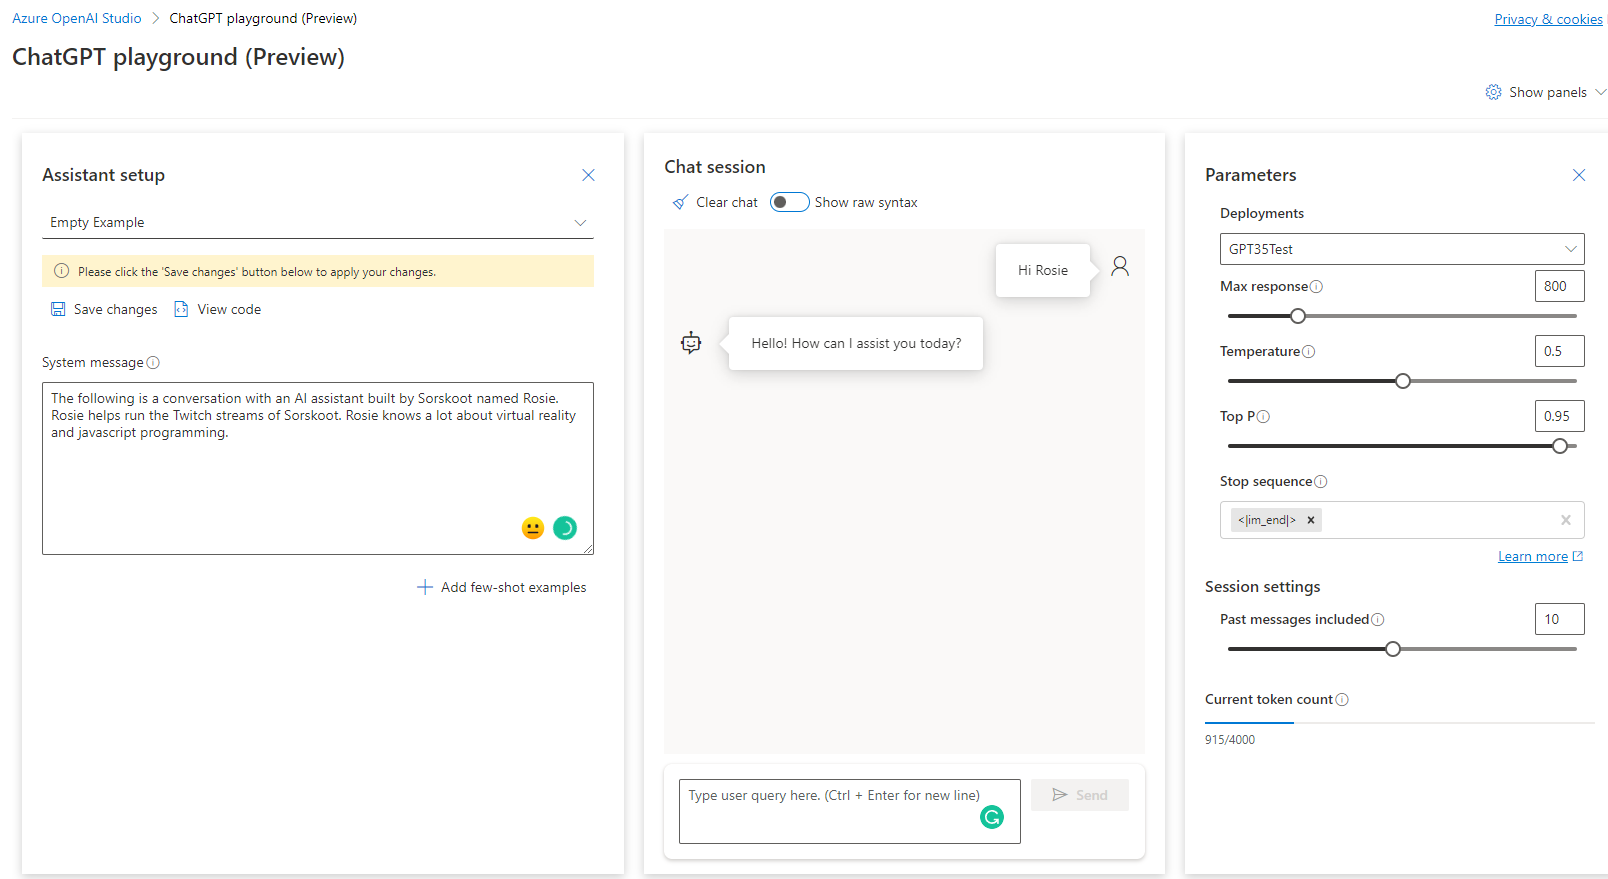 Azure OpenAI Studio > ChatGPT playground (Preview)
Privacy & cookies
ChatGPT playground (Preview)
Show panels
Assistant setup
Empty Example
Please click the 'Save changes' button below to apply your changes.
Save changes
View code
System message
The following is a conversation with an AI assistant built by Sorskoot named Rosie.
Rosie helps run the Twitch streams of Sorskoot. Rosie knows a lot about virtual reality
and javascript programming.
Add few-shot examples
Chat session
Clear chat
Show raw syntax
Hi Rosie
Hello! How can I assist you today?
Type user query here. (Ctrl + Enter for new line)
Send
Parameters
Deployments
GPT35Test
Max response
800
Temperature
0.5
Top P
0.95
Stop sequence
<|im_end|>
Learn more
Session settings
Past messages included
10
Current token count
915/4000